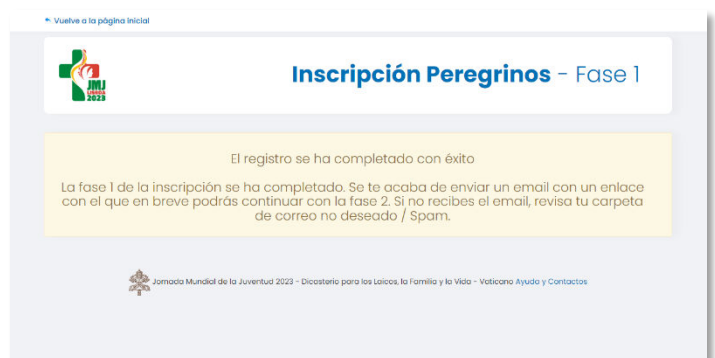 Vuelve a la página inicial
JMJ
LISBOA
2023
Inscripción Peregrinos - Fase 1
El registro se ha completado con éxito
La fase 1 de la inscripción se ha completado. Se te acaba de enviar un email con un enlace
con el que en breve podrás continuar con la fase 2. Si no recibes el email, revisa tu carpeta
de correo no deseado / Spam.
Jornada Mundial de la Juventud 2023 - Dicasterio para los Laicos, la Familia y la Vida - Vaticano Ayuda y Contactos